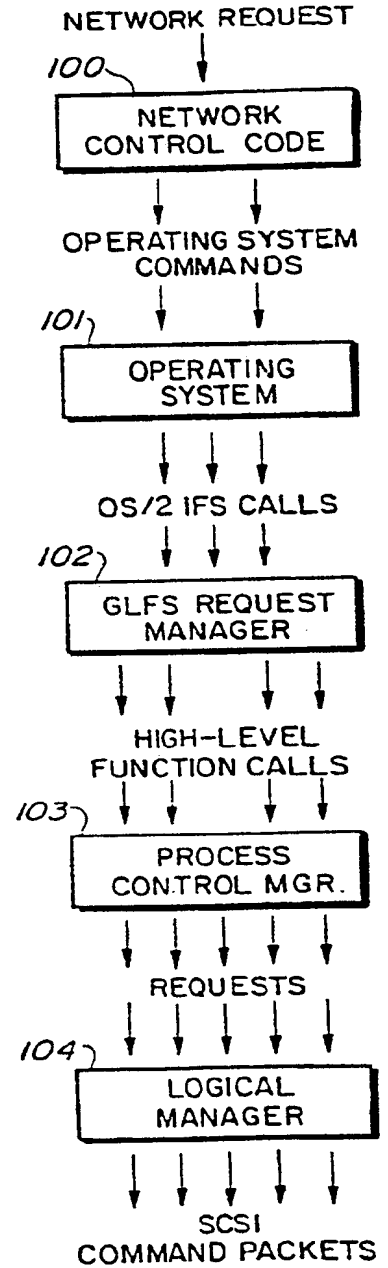 NETWORK REQUEST
100
NETWORK
CONTROL CODE
OPERATING SYSTEM
COMMANDS
101
OPERATING
SYSTEM
OS/2 IFS CALLS
102
GLFS REQUEST
MANAGER
HIGH-LEVEL
FUNCTION CALLS
103
PROCESS
CONTROL MGR.
REQUESTS
104
LOGICAL
MANAGER
SCSI
COMMAND PACKETS